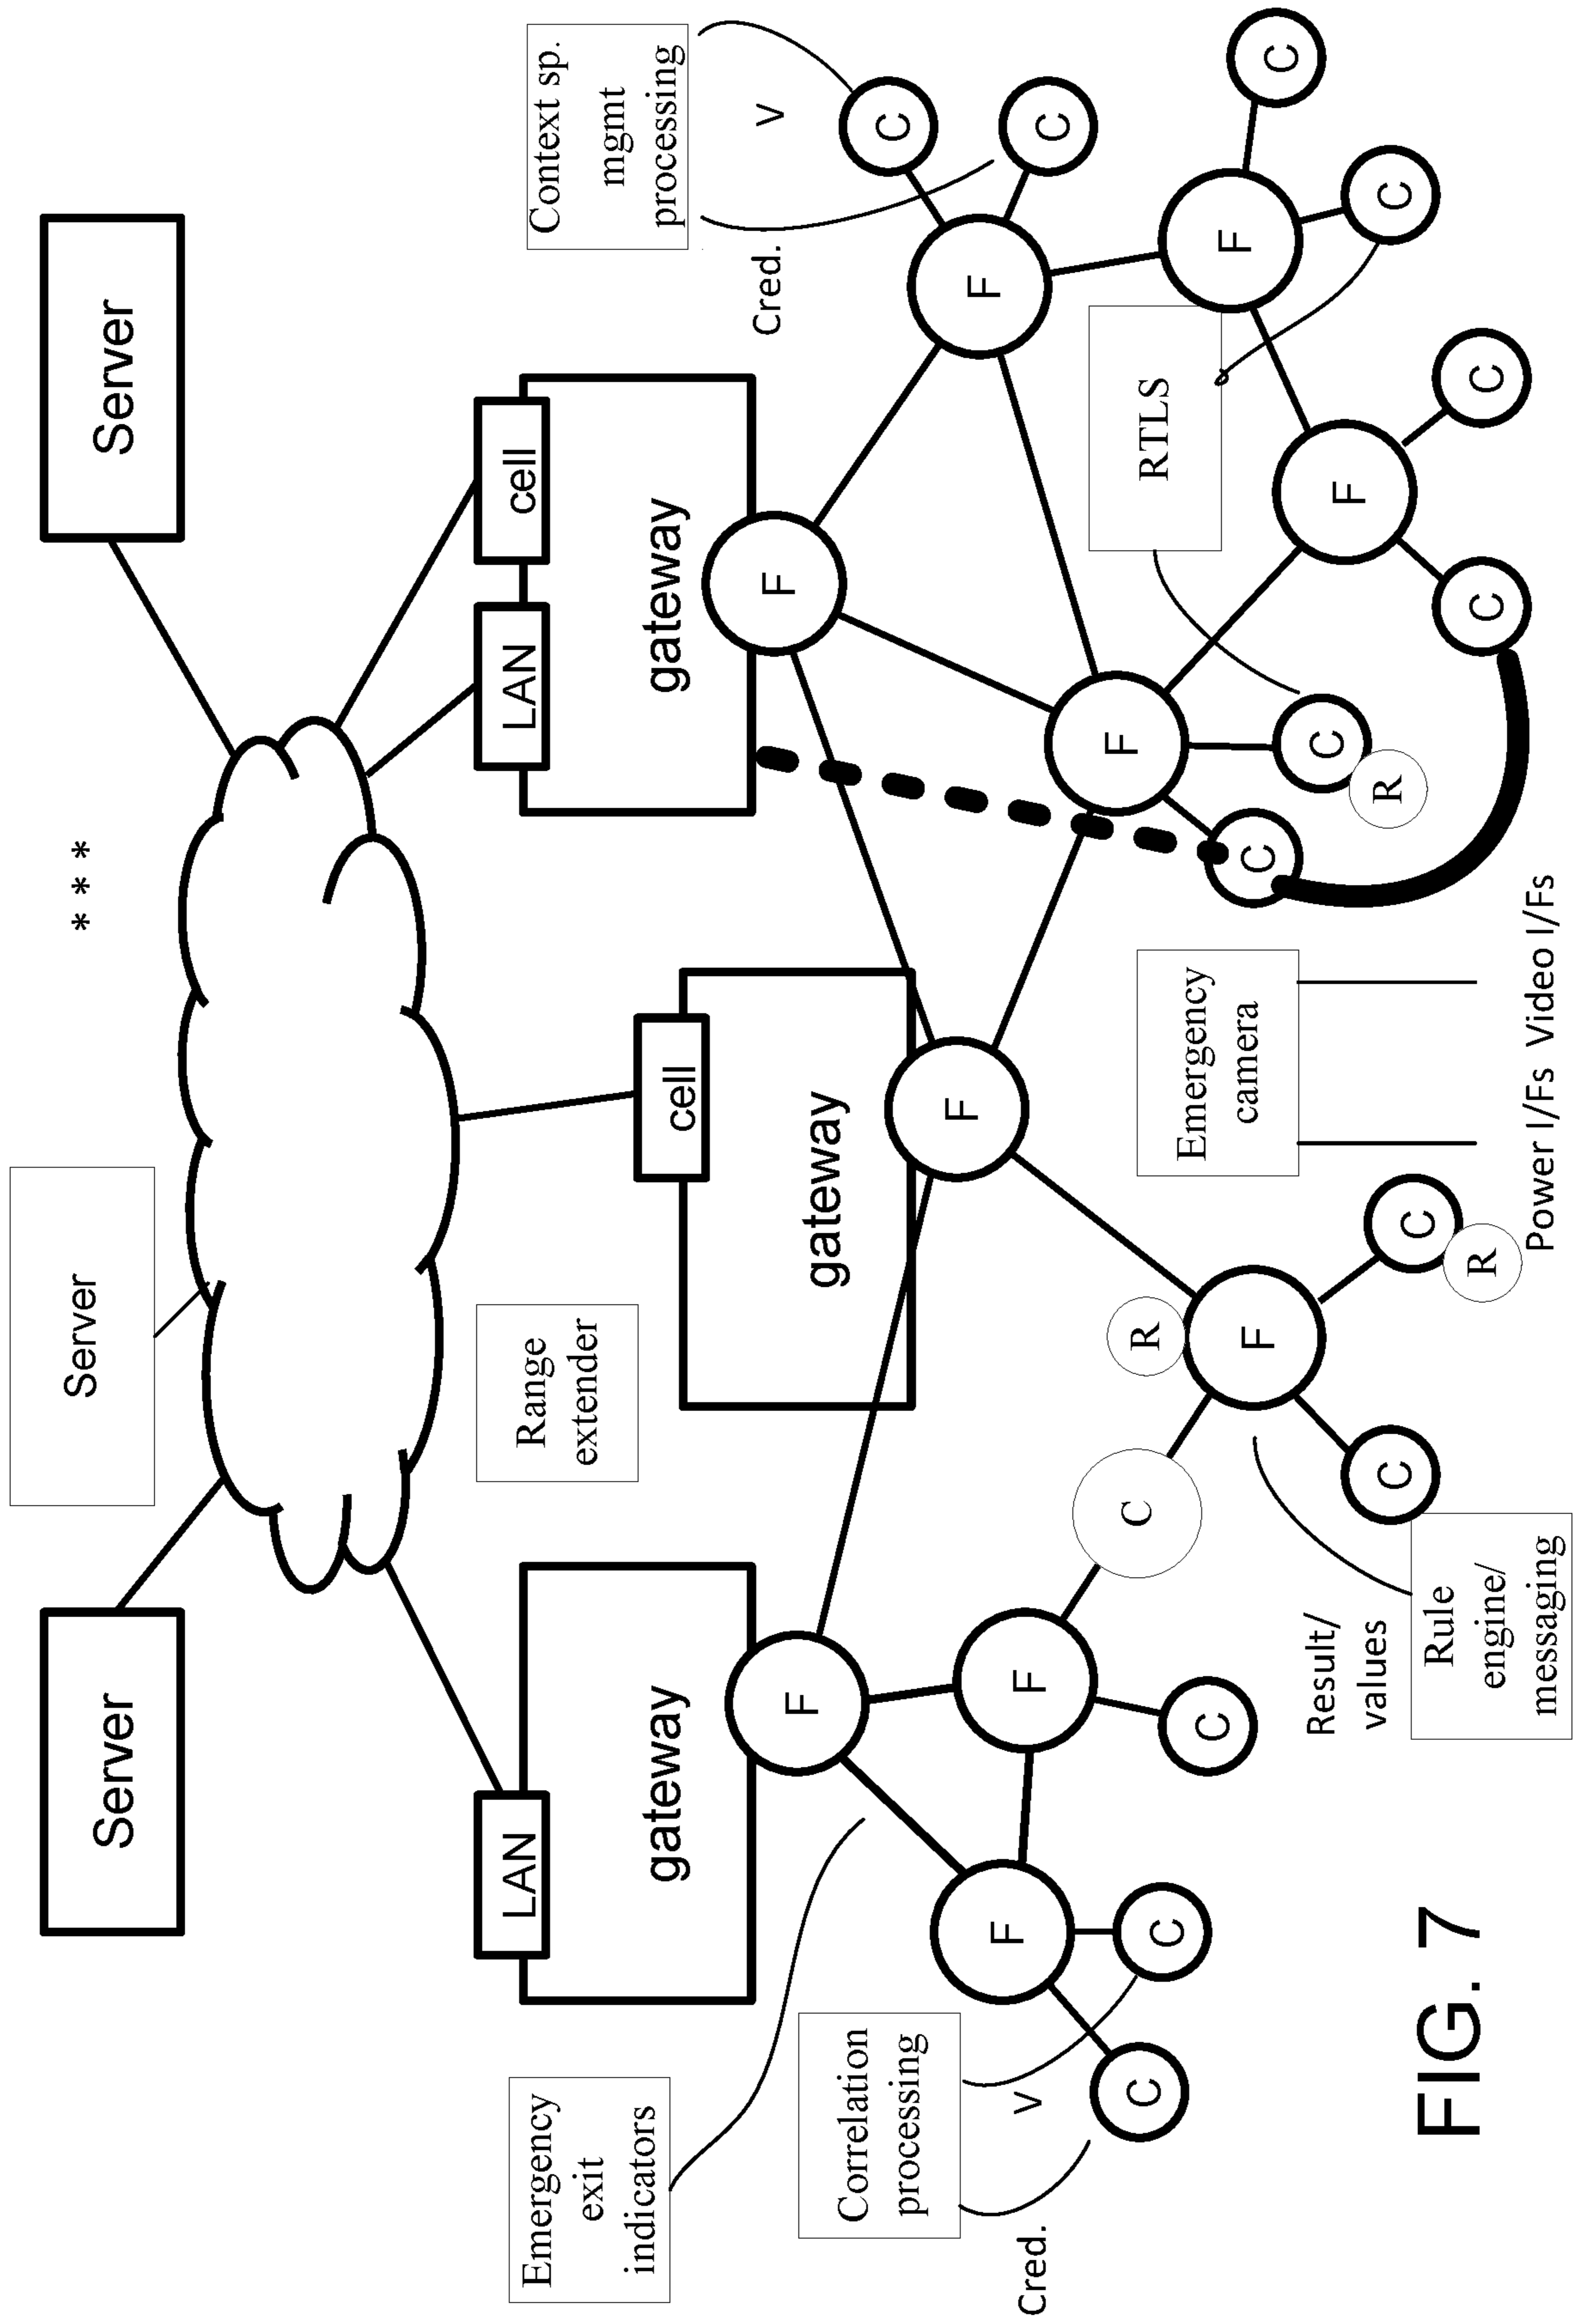 Server
* * *
Server
Server
LAN
LAN
cell
Emergency
exit
indicators
Range
extender
Context sp.
mgmt
processing
gateway
cell
gateway
V
Cred.
F
F
gateway
Correlation
processing
C
F
F
F
F
V
Cred.
C
F
C
R
C
RTLS
C
C
Emergency
camera
F
C
F
C
C
Result/
values
F
C
R
C
C
C
Rule
engine/
messaging
R
C
C
FIG. 7
Power I/Fs Video I/Fs